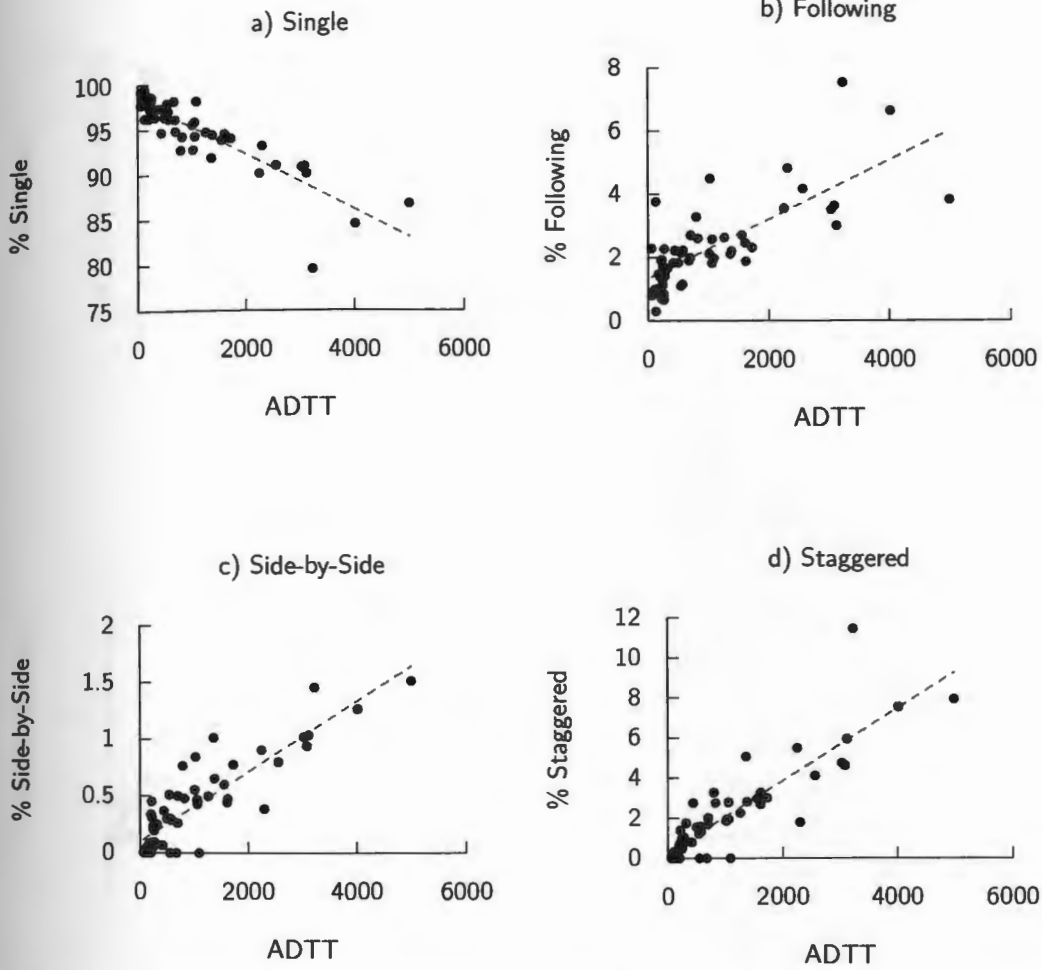 a) Single
% Single
100
95
90
85
80
75
0 2000 4000 6000
ADTT
b) Following
% Following
8
6
4
2
0
0 2000 4000 6000
ADTT
c) Side-by-Side
% Side-by-Side
2
1.5
1
0.5
0
0 2000 4000 6000
ADTT
d) Staggered
% Staggered
12
10
8
6
4
2
0
0 2000 4000 6000
ADTT